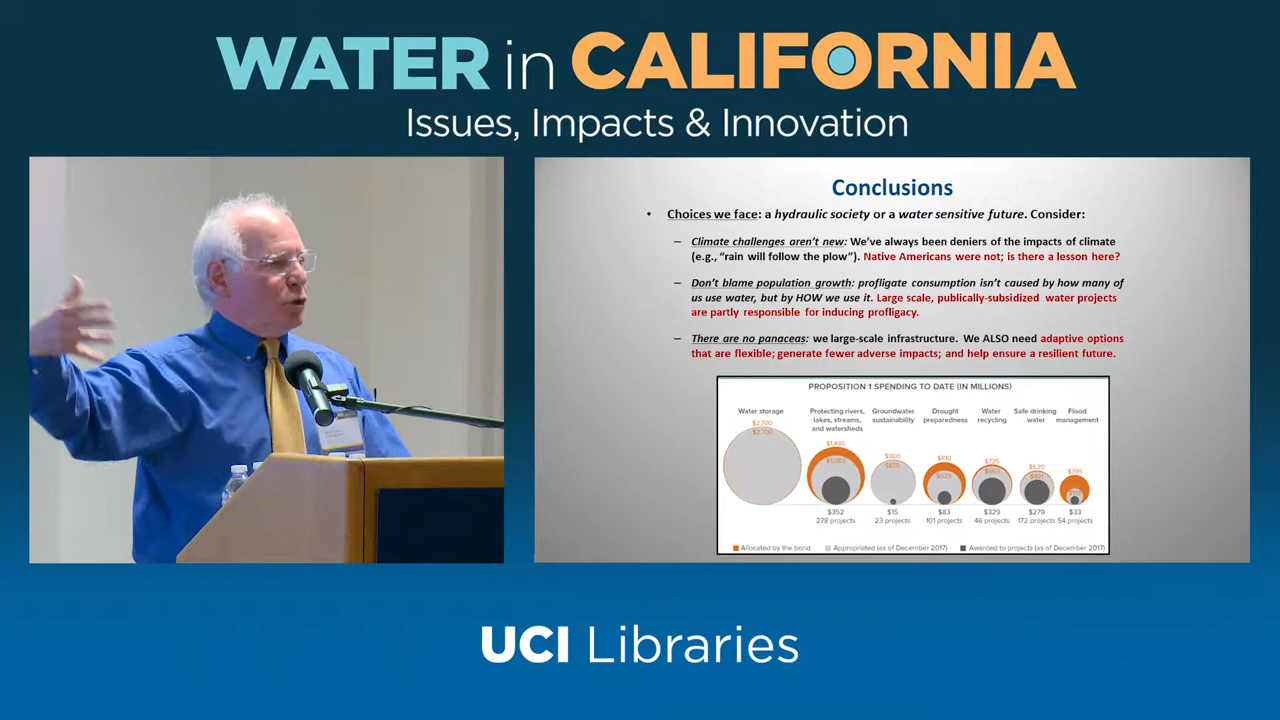 WATER in CALIFORNIA
Issues, Impacts & Innovation
Conclusions
• Choices we face: a hydraulic society or a water sensitive future. Consider:
– Climate challenges aren't new: We've always been deniers of the impacts of climate
(e.g., “rain will follow the plow”). Native Americans were not; is there a lesson here?
– Don't blame population growth: profligate consumption isn't caused by how many of
us use water, but by HOW we use it. Large scale, publically-subsidized water projects
are partly responsible for inducing profligacy.
– There are no panaceas: we large-scale infrastructure. We ALSO need adaptive options
that are flexible; generate fewer adverse impacts; and help ensure a resilient future.
PROPOSITION 1 SPENDING TO DATE (IN MILLIONS)
Water storage
Protecting rivers,
lakes, streams,
and watersheds
Groundwater
sustainability
Drought
preparedness
Water
recycling
Safe drinking
water
Flood
management
$2,700
$2,700
$1,495
$1,083
$352
278 projects
$900
$15
23 projects
$810
$83
101 projects
$725
$329
46 projects
$520
$279
172 projects
$395
$33
54 projects
Allocated by the bond
Appropriated (as of December 2017)
Awarded to projects (as of December 2017)
UCI Libraries